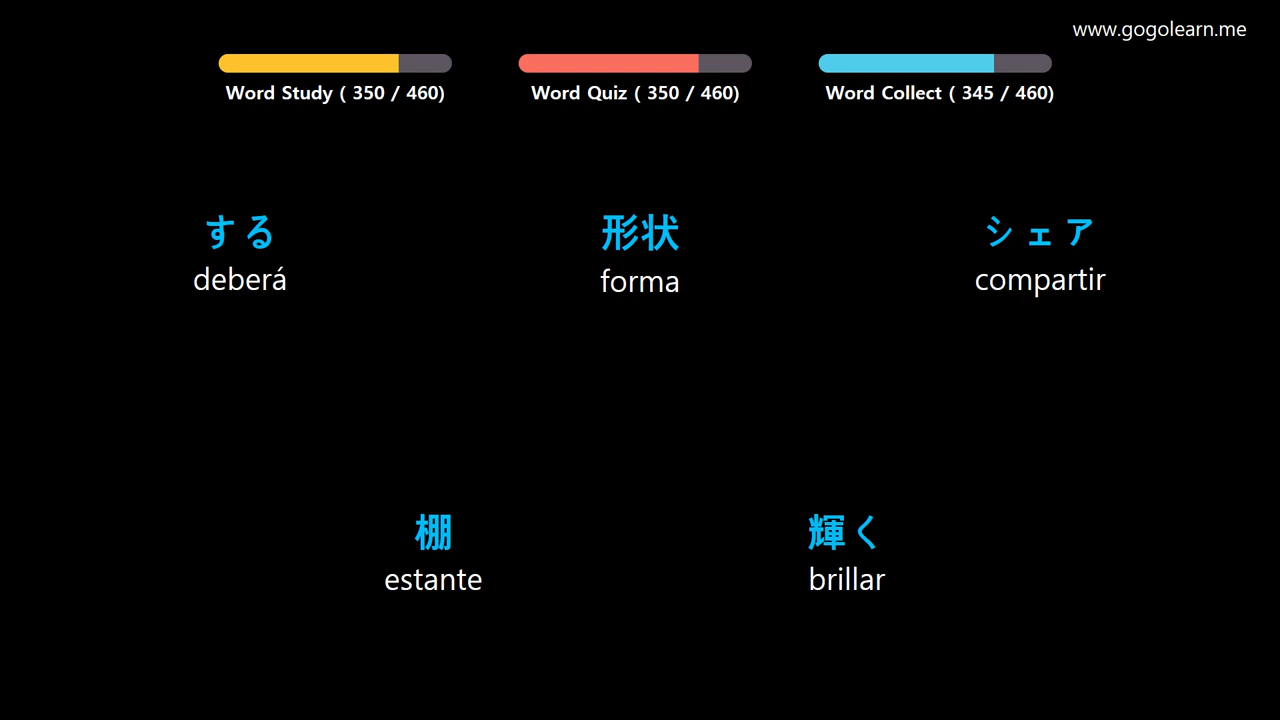 www.gogolearn.me
Word Study ( 350 / 460)
Word Quiz ( 350 / 460)
Word Collect ( 345 / 460)
する
deberá
形状
forma
シェア
compartir
棚
estante
輝く
brillar